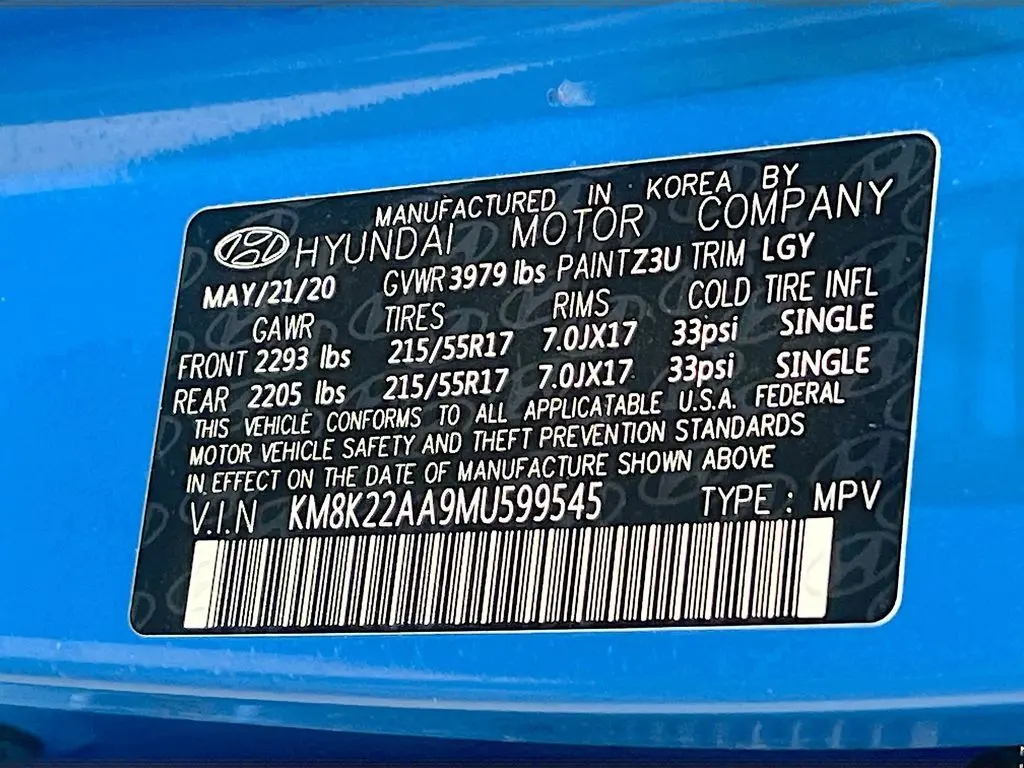 MANUFACTURED IN KOREA BY
HYUNDAI MOTOR COMPANY
MAY/21/20 GVWR 3979 lbs PAINT Z3U TRIM LGY
GAWR TIRES RIMS COLD TIRE INFL
FRONT 2293 lbs 215/55R17 7.0JX17 33psi SINGLE
REAR 2205 lbs 215/55R17 7.0JX17 33psi SINGLE
THIS VEHICLE CONFORMS TO ALL APPLICATABLE U.S.A. FEDERAL
MOTOR VEHICLE SAFETY AND THEFT PREVENTION STANDARDS
IN EFFECT ON THE DATE OF MANUFACTURE SHOWN ABOVE
V.I.N KM8K22AA9MU599545 TYPE : MPV